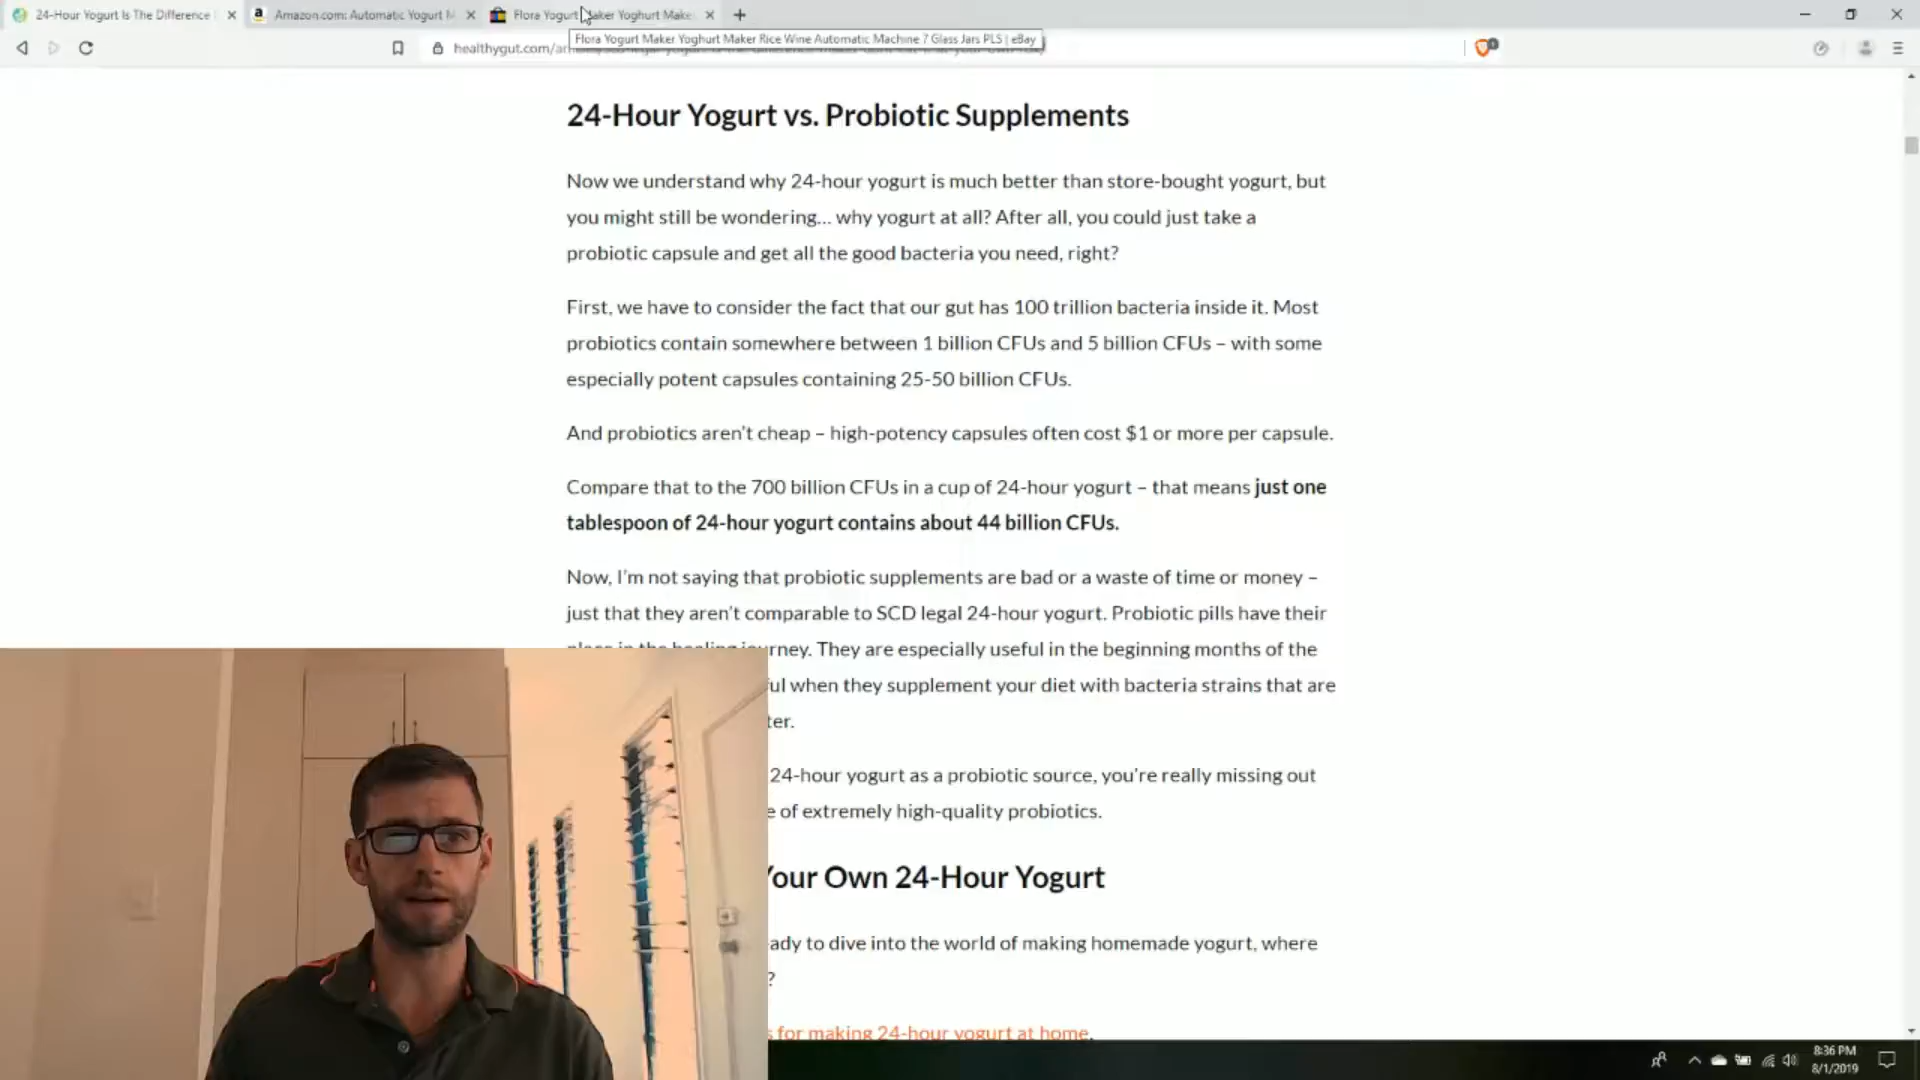 24-Hour Yogurt Is The Difference
Amazon.com: Automatic Yogurt M
Flora Yogurt Maker Yoghurt Make
Flora Yogurt Maker Yoghurt Maker Rice Wine Automatic Machine 7 Glass Jars PLS | eBay
healthygut.com/
24-Hour Yogurt vs. Probiotic Supplements
Now we understand why 24-hour yogurt is much better than store-bought yogurt, but
you might still be wondering… why yogurt at all? After all, you could just take a
probiotic capsule and get all the good bacteria you need, right?
First, we have to consider the fact that our gut has 100 trillion bacteria inside it. Most
probiotics contain somewhere between 1 billion CFUs and 5 billion CFUs – with some
especially potent capsules containing 25-50 billion CFUs.
And probiotics aren't cheap – high-potency capsules often cost $1 or more per capsule.
Compare that to the 700 billion CFUs in a cup of 24-hour yogurt – that means just one
tablespoon of 24-hour yogurt contains about 44 billion CFUs.
Now, I'm not saying that probiotic supplements are bad or a waste of time or money –
just that they aren't comparable to SCD legal 24-hour yogurt. Probiotic pills have their
rney. They are especially useful in the beginning months of the
ul when they supplement your diet with bacteria strains that are
ter.
24-hour yogurt as a probiotic source, you're really missing out
e of extremely high-quality probiotics.
Your Own 24-Hour Yogurt
ady to dive into the world of making homemade yogurt, where
?
s for making 24-hour yogurt at home.
8:36 PM
8/1/2019